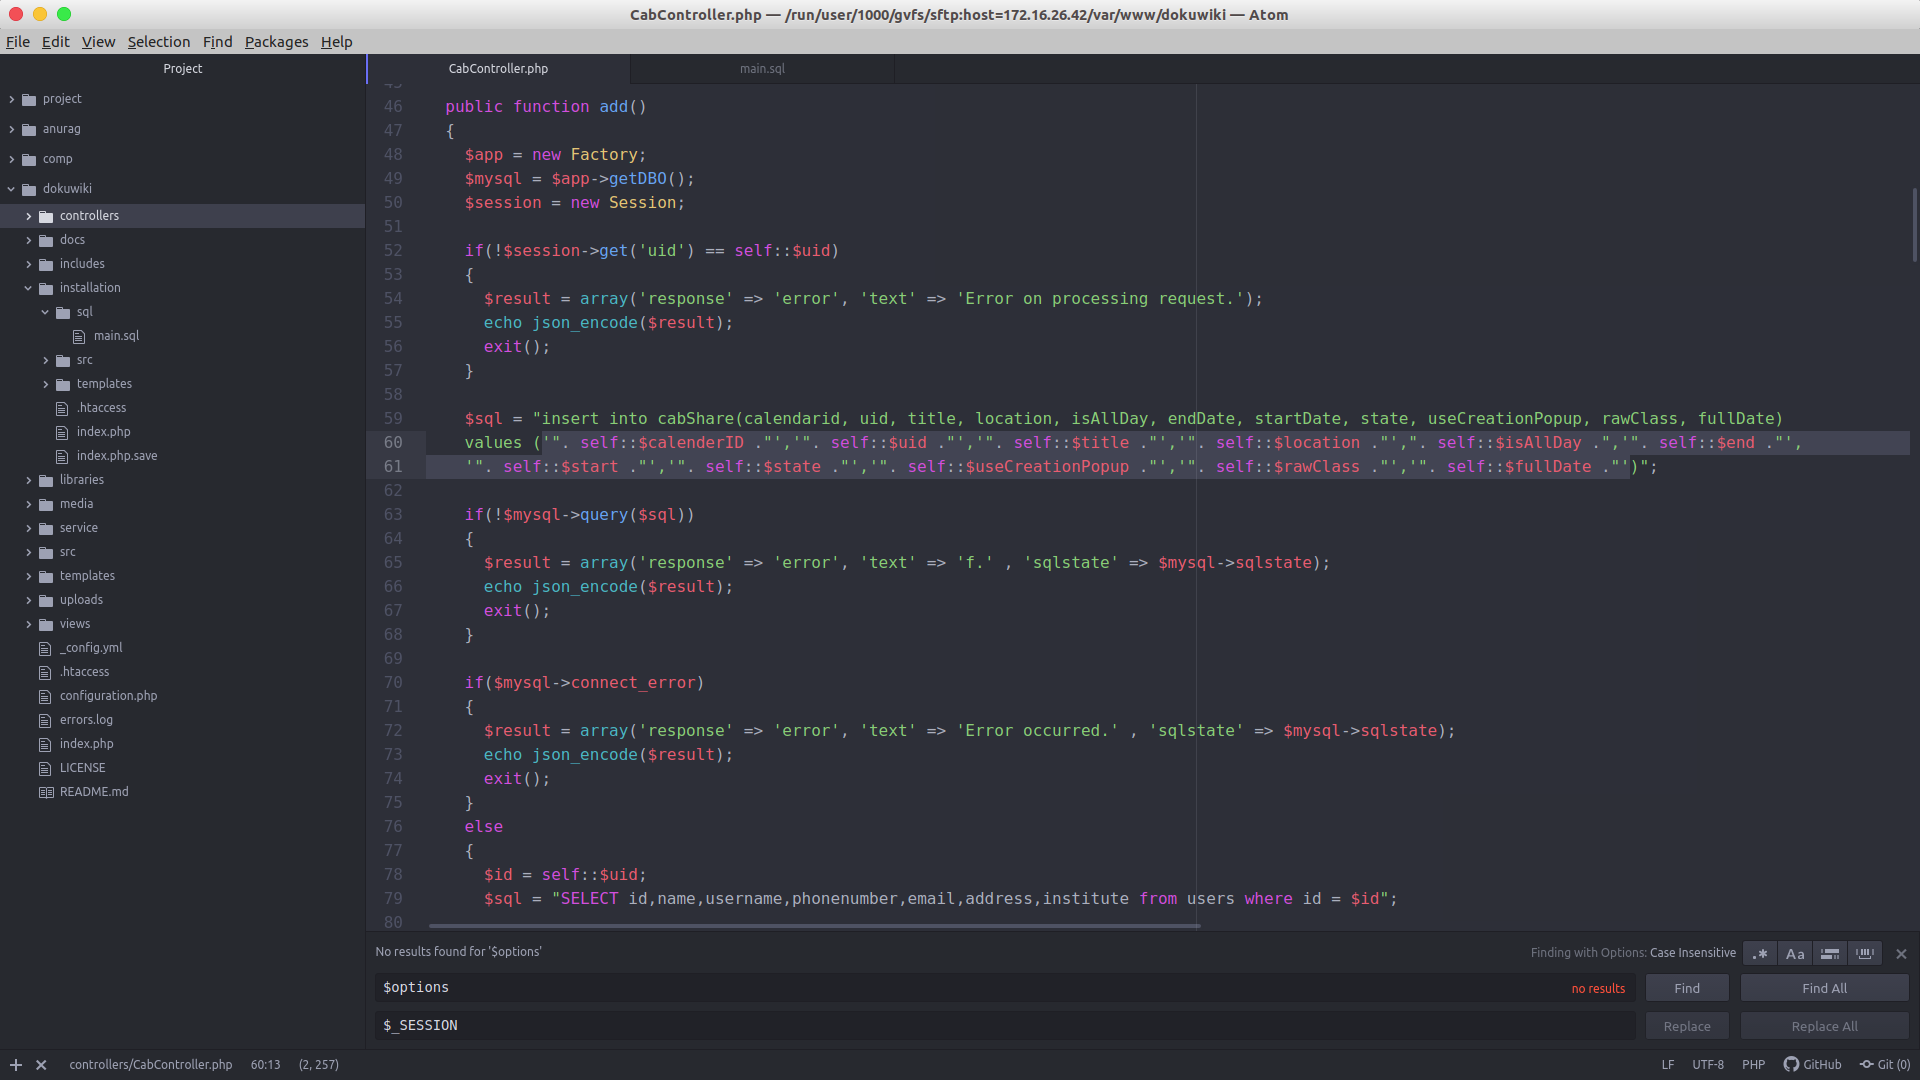 CabController.php — /run/user/1000/gvfs/sftp:host=172.16.26.42/var/www/dokuwiki — Atom
File Edit View Selection Find Packages Help
Project
project
anurag
comp
dokuwiki
controllers
docs
includes
installation
sql
main.sql
src
templates
.htaccess
index.php
index.php.save
libraries
media
service
src
templates
uploads
views
_config.yml
.htaccess
configuration.php
errors.log
index.php
LICENSE
README.md
CabController.php
main.sql
45
46 public function add()
47 {
48 $app = new Factory;
49 $mysql = $app->getDBO();
50 $session = new Session;
51
52 if(!$session->get('uid') == self::$uid)
53 {
54 $result = array('response' => 'error', 'text' => 'Error on processing request.');
55 echo json_encode($result);
56 exit();
57 }
58
59 $sql = "insert into cabShare(calendarid, uid, title, location, isAllDay, endDate, startDate, state, useCreationPopup, rawClass, fullDate)
60 values ('". self::$calenderID ."','". self::$uid ."','". self::$title ."','". self::$location ."',". self::$isAllDay .",'". self::$end ."',
61 '". self::$start ."','". self::$state ."','". self::$useCreationPopup ."','". self::$rawClass ."','". self::$fullDate ."')";
62
63 if(!$mysql->query($sql))
64 {
65 $result = array('response' => 'error', 'text' => 'f.' , 'sqlstate' => $mysql->sqlstate);
66 echo json_encode($result);
67 exit();
68 }
69
70 if($mysql->connect_error)
71 {
72 $result = array('response' => 'error', 'text' => 'Error occurred.' , 'sqlstate' => $mysql->sqlstate);
73 echo json_encode($result);
74 exit();
75 }
76 else
77 {
78 $id = self::$uid;
79 $sql = "SELECT id,name,username,phonenumber,email,address,institute from users where id = $id";
80
No results found for '$options'
Finding with Options: Case Insensitive
.* Aa
$options
no results
Find
Find All
$_SESSION
Replace
Replace All
controllers/CabController.php 60:13 (2, 257)
LF UTF-8 PHP GitHub Git (0)